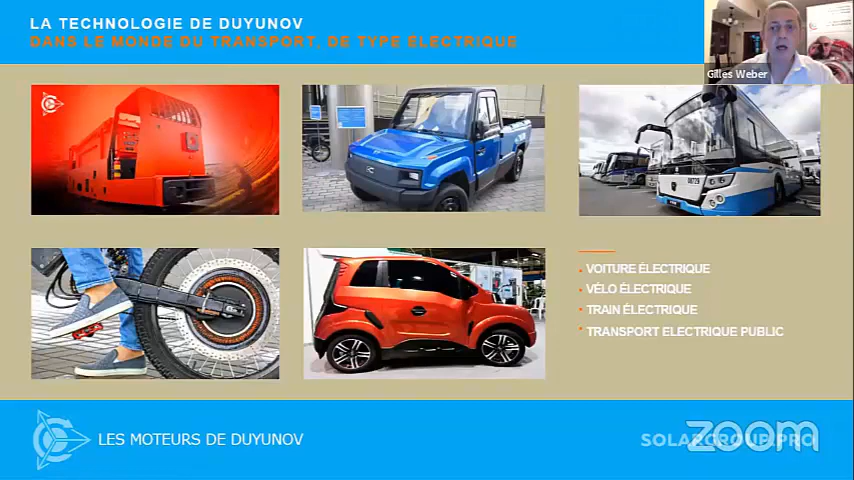 LA TECHNOLOGIE DE DUYUNOV
DANS LE MONDE DU TRANSPORT, DE TYPE ELECTRIQUE
Gilles Weber
VOITURE ÉLECTRIQUE
VÉLO ÉLECTRIQUE
TRAIN ÉLECTRIQUE
TRANSPORT ELECTRIQUE PUBLIC
LES MOTEURS DE DUYUNOV
SOLARGROUP.PRO
zoom